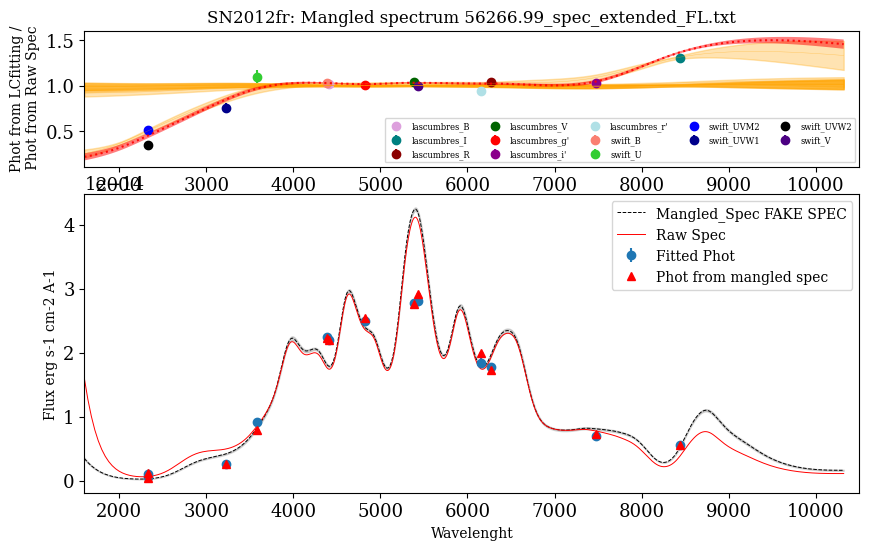 SN2012fr: Mangled spectrum 56266.99_spec_extended_FL.txt
Phot from LCfitting /
Phot from Raw Spec
1.5
1.0
0.5
lascumbres_B
lascumbres_I
lascumbres_R
lascumbres_V
lascumbres_g'
lascumbres_i'
lascumbres_r'
swift_B
swift_U
swift_UVM2
swift_UVW1
swift_UVW2
swift_V
2000 3000 4000 5000 6000 7000 8000 9000 10000
1e−14
Flux erg s-1 cm-2 A-1
4
3
2
1
0
Mangled_Spec FAKE SPEC
Raw Spec
Fitted Phot
Phot from mangled spec
2000 3000 4000 5000 6000 7000 8000 9000 10000
Wavelenght